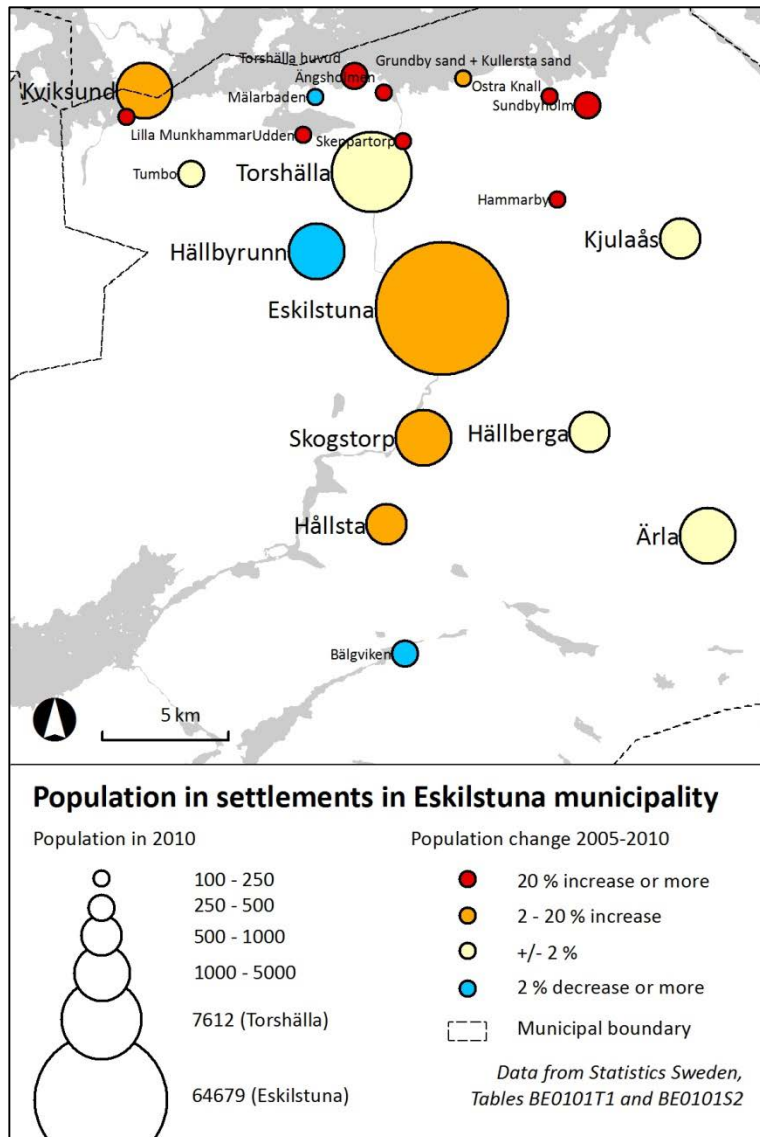 Torshälla huvud
Grundby sand + Kullersta sand
Ängsholmen
Kviksund
Mälarbaden
Ostra Knall
Sundbyholm
Lilla Munkhammar
Udden
Skeppartorp
Tumbo
Torshälla
Hammarby
Kjulaås
Hällbyrunn
Eskilstuna
Skogstorp
Hällberga
Hållsta
Ärla
Bälgviken
5 km
Population in settlements in Eskilstuna municipality
Population in 2010
100 - 250
250 - 500
500 - 1000
1000 - 5000
7612 (Torshälla)
64679 (Eskilstuna)
Population change 2005-2010
20 % increase or more
2 - 20 % increase
+/- 2 %
2 % decrease or more
Municipal boundary
Data from Statistics Sweden,
Tables BE0101T1 and BE0101S2